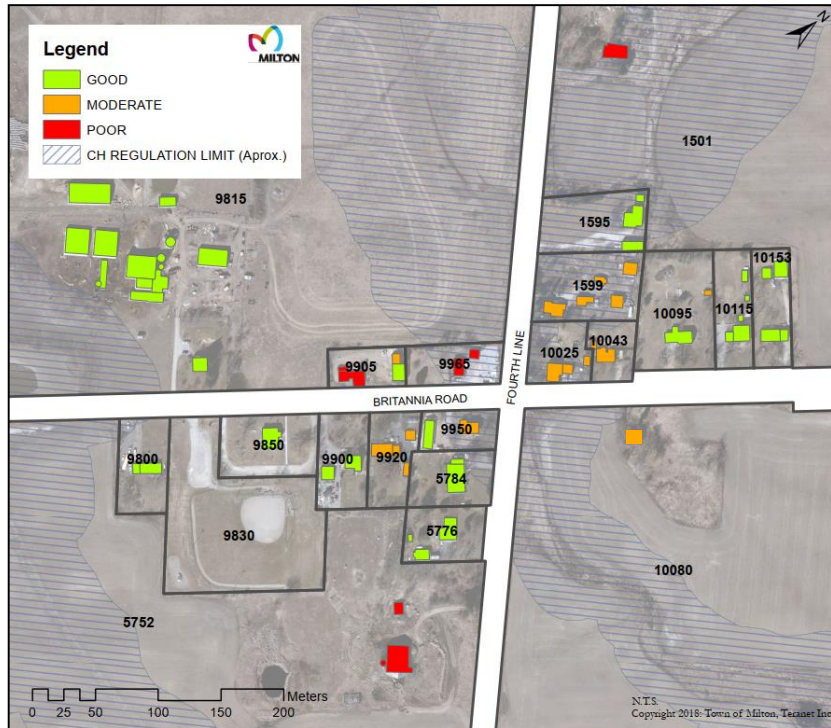 N
Legend
MILTON
GOOD
MODERATE
POOR
CH REGULATION LIMIT (Aprox.)
1501
9815
1595
1599
10153
10095
10115
10043
10025
9905
9965
FOURTH LINE
BRITANNIA ROAD
9950
9850
9800
9900
9920
5784
5776
9830
10080
5752
Meters
0 25 50 100 150 200
N.T.S.
Copyright 2018: Town of Milton, Teranet Inc